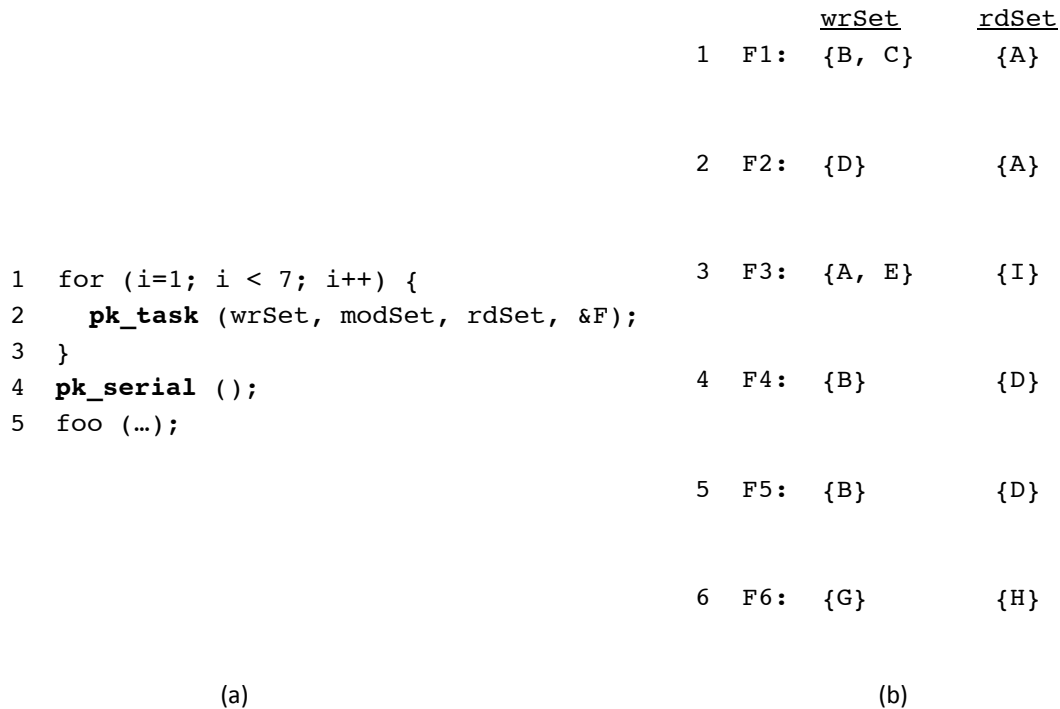 1 for (i=1; i < 7; i++) {
2 pk_task (wrSet, modSet, rdSet, &F);
3 }
4 pk_serial ();
5 foo (…);
(a)
wrSet rdSet
1 F1: {B, C} {A}
2 F2: {D} {A}
3 F3: {A, E} {I}
4 F4: {B} {D}
5 F5: {B} {D}
6 F6: {G} {H}
(b)